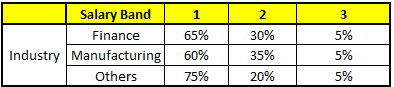 Salary Band 1 2 3
Finance 65% 30% 5%
Industry Manufacturing 60% 35% 5%
Others 75% 20% 5%